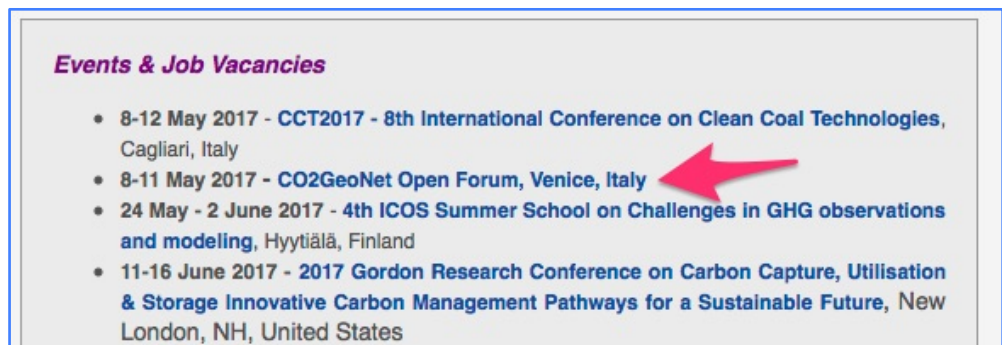 Events & Job Vacancies
• 8-12 May 2017 - CCT2017 - 8th International Conference on Clean Coal Technologies,
Cagliari, Italy
• 8-11 May 2017 - CO2GeoNet Open Forum, Venice, Italy
• 24 May - 2 June 2017 - 4th ICOS Summer School on Challenges in GHG observations
and modeling, Hyytiälä, Finland
• 11-16 June 2017 - 2017 Gordon Research Conference on Carbon Capture, Utilisation
& Storage Innovative Carbon Management Pathways for a Sustainable Future, New
London, NH, United States